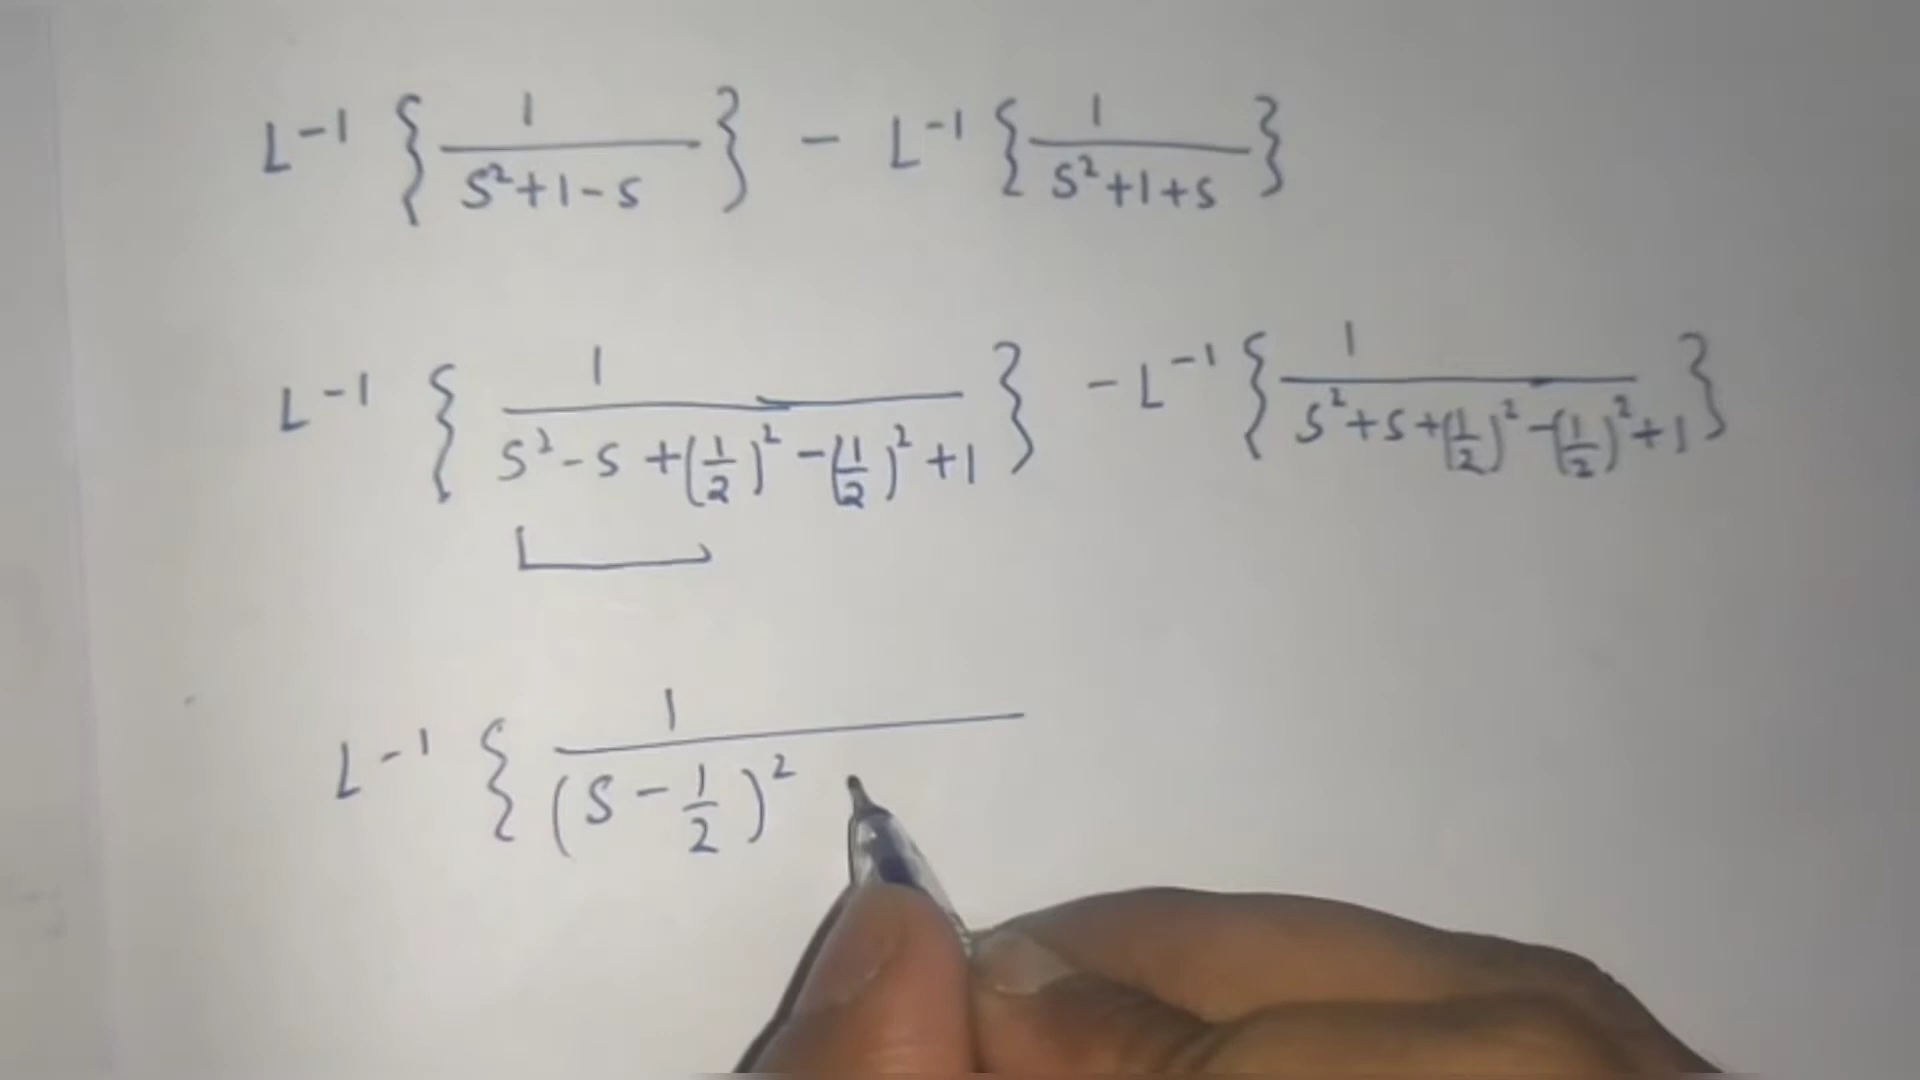 L⁻¹ { 1/(s²+1-s) } - L⁻¹ { 1/(s²+1+s) }
L⁻¹ { 1/(s²-s+(1/2)²-(1/2)²+1) } - L⁻¹ { 1/(s²+s+(1/2)²-(1/2)²+1) }
L⁻¹ { 1/(s-1/2)²